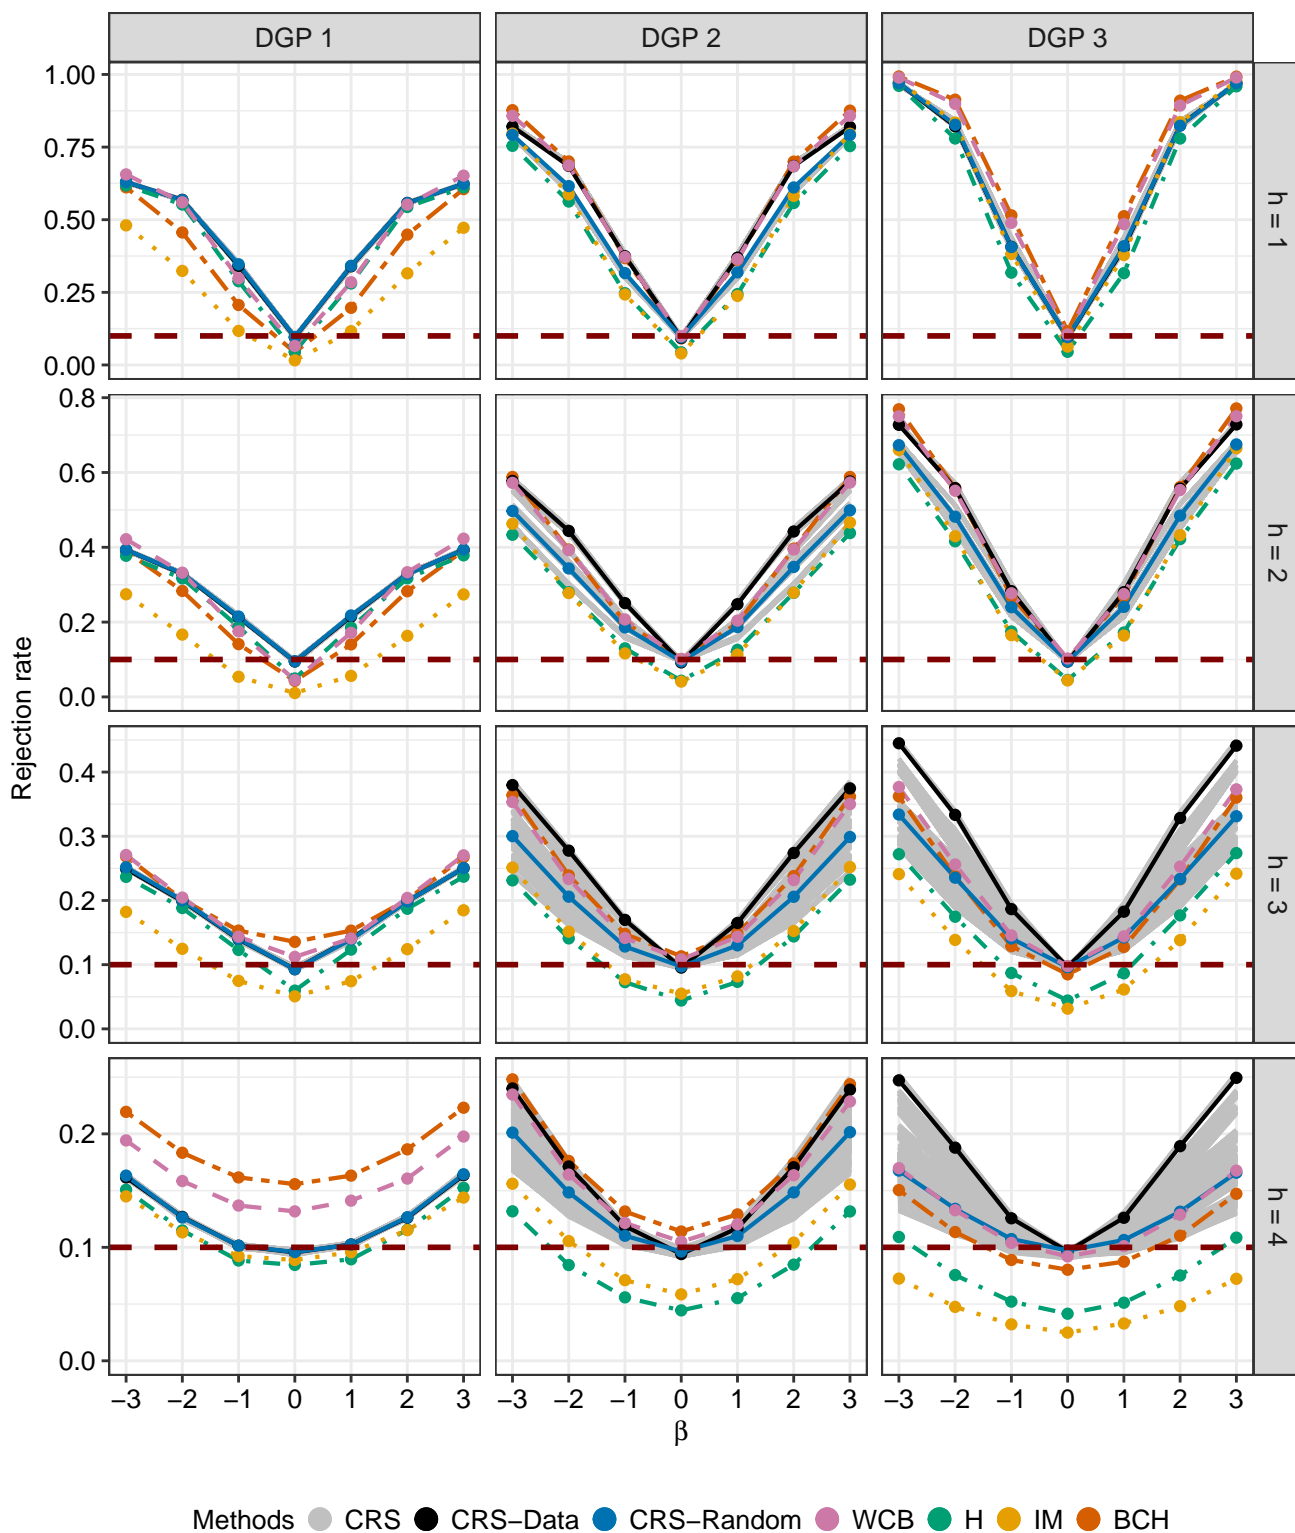 DGP 1 DGP 2 DGP 3
1.00
0.75
0.50
0.25
0.00
h = 1
0.8
0.6
0.4
0.2
0.0
h = 2
Rejection rate
0.4
0.3
0.2
0.1
0.0
h = 3
0.2
0.1
0.0
h = 4
−3 −2 −1 0 1 2 3 −3 −2 −1 0 1 2 3 −3 −2 −1 0 1 2 3
β
Methods CRS CRS−Data CRS−Random WCB H IM BCH